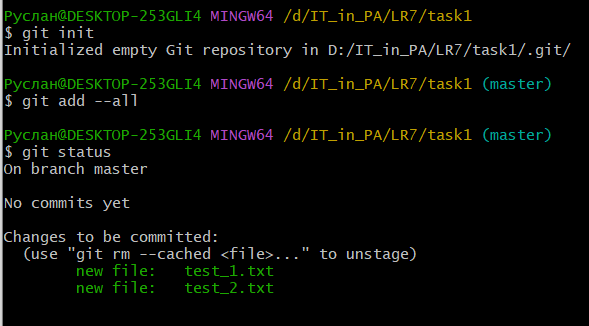 Руслан@DESKTOP-253GLI4 MINGW64 /d/IT_in_PA/LR7/task1
$ git init
Initialized empty Git repository in D:/IT_in_PA/LR7/task1/.git/
Руслан@DESKTOP-253GLI4 MINGW64 /d/IT_in_PA/LR7/task1 (master)
$ git add --all
Руслан@DESKTOP-253GLI4 MINGW64 /d/IT_in_PA/LR7/task1 (master)
$ git status
On branch master
No commits yet
Changes to be committed:
  (use "git rm --cached <file>..." to unstage)
        new file:   test_1.txt
        new file:   test_2.txt